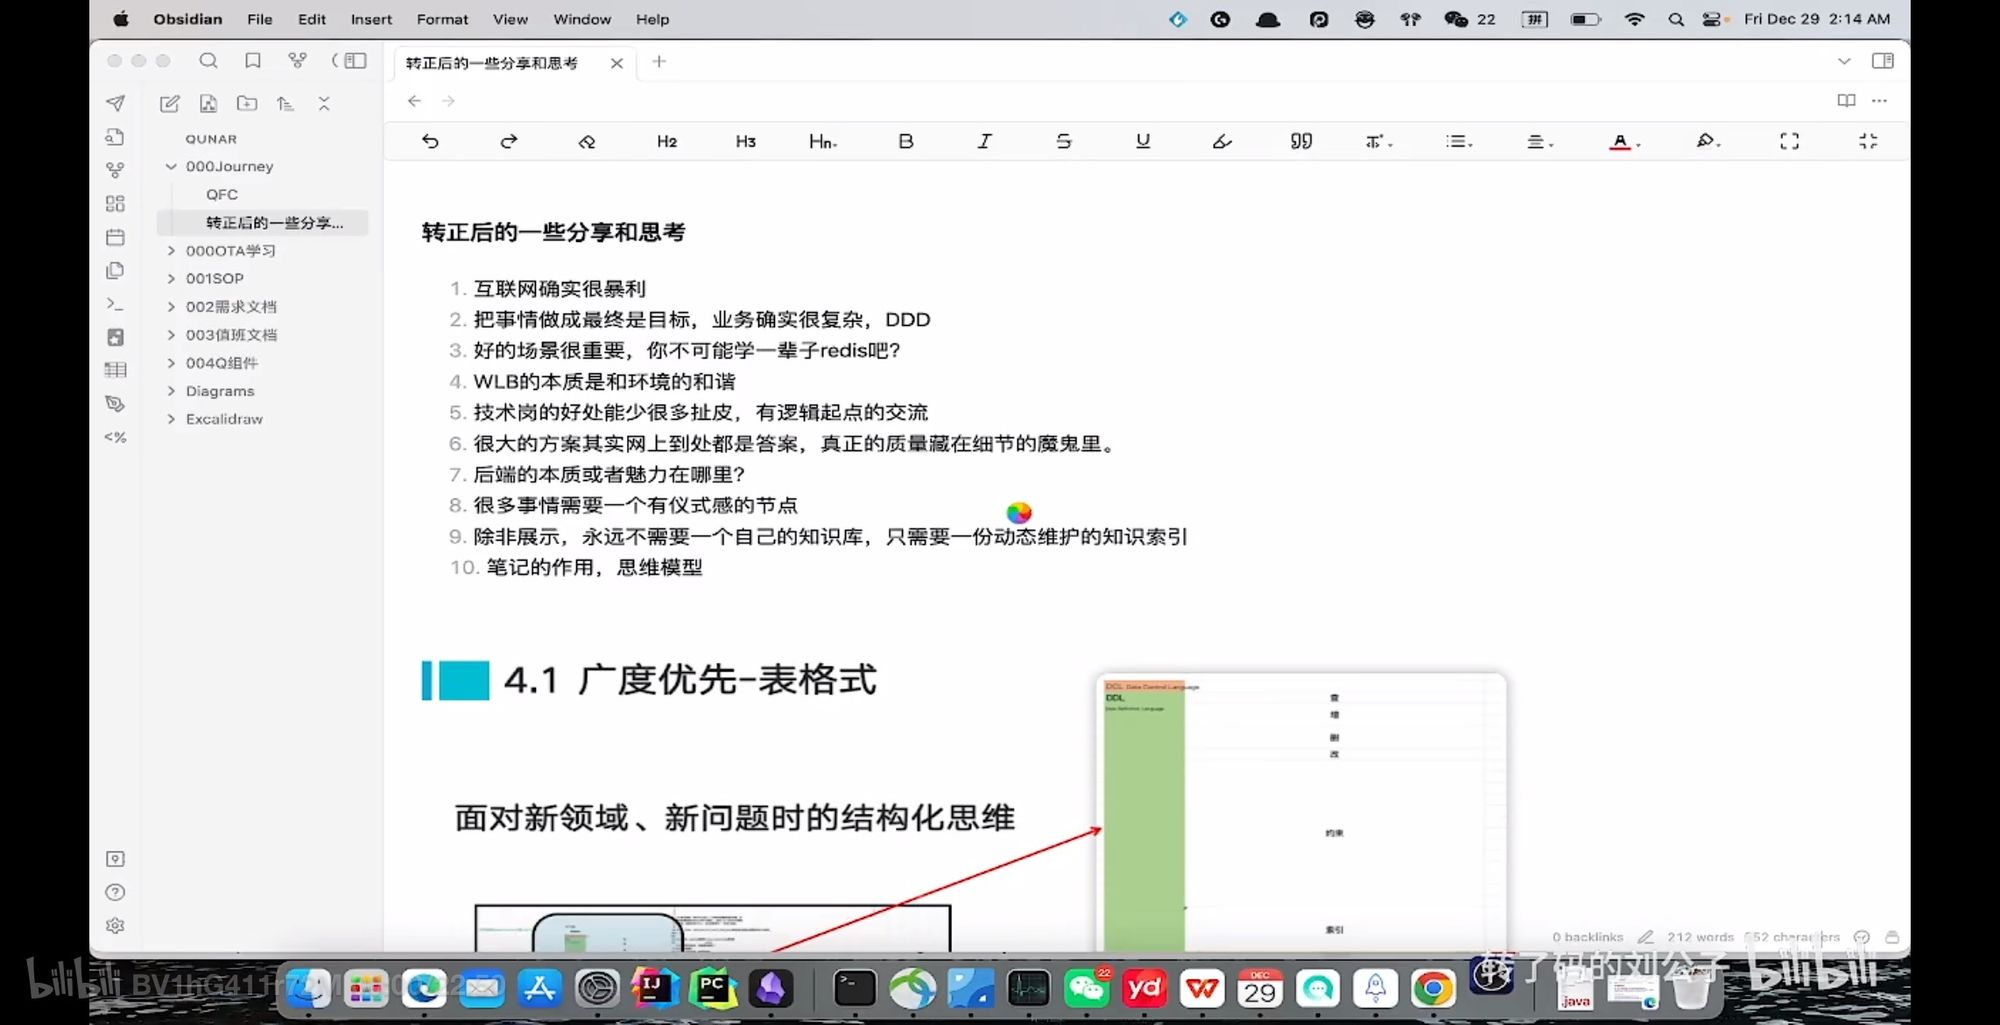 Obsidian File Edit Insert Format View Window Help 22 拼 Fri Dec 29 2:14 AM
转正后的一些分享和思考
QUNAR
000Journey
QFC
转正后的一些分享...
000OTA学习
001SOP
002需求文档
003值班文档
004Q组件
Diagrams
Excalidraw
H2 H3 Hn B I S U A
转正后的一些分享和思考
1. 互联网确实很暴利
2. 把事情做成最终是目标，业务确实很复杂，DDD
3. 好的场景很重要，你不可能学一辈子redis吧？
4. WLB的本质是和环境的和谐
5. 技术岗的好处能少很多扯皮，有逻辑起点的交流
6. 很大的方案其实网上到处都是答案，真正的质量藏在细节的魔鬼里。
7. 后端的本质或者魅力在哪里？
8. 很多事情需要一个有仪式感的节点
9. 除非展示，永远不需要一个自己的知识库，只需要一份动态维护的知识索引
10. 笔记的作用，思维模型
4.1 广度优先-表格式
面对新领域、新问题时的结构化思维
DCL Data Control Language
DDL
Data Definition Language
查
增
删
改
约束
索引
0 backlinks 212 words characters
转了码的刘公子 bilibili
bilibili
IJ PC 22 yd DEC 29 java